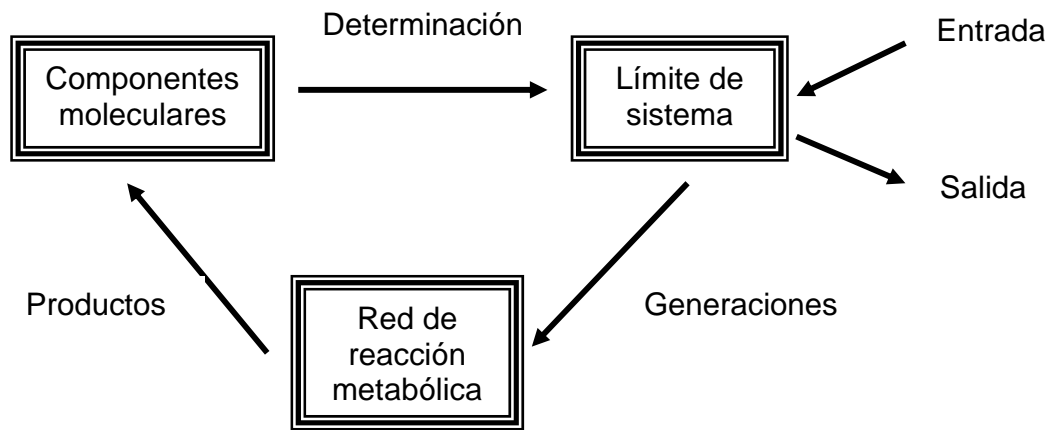 Determinación
Entrada
Componentes
moleculares
Límite de
sistema
Salida
Productos
Generaciones
Red de
reacción
metabólica